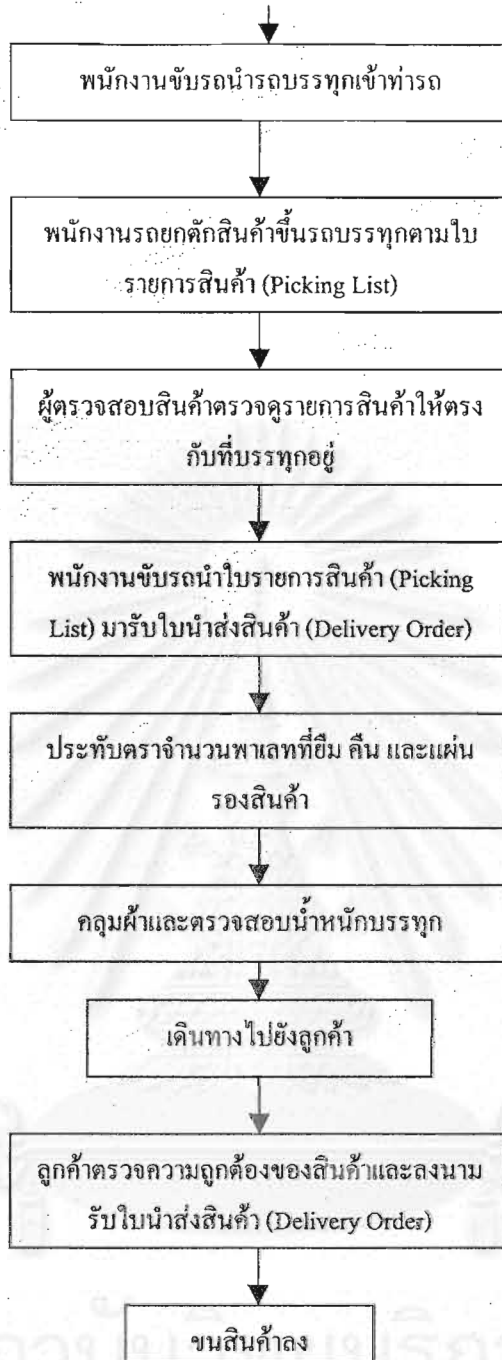 พนักงานขับรถนำรถบรรทุกเข้าท่ารถ
พนักงานรถยกตักสินค้าขึ้นรถบรรทุกตามใบ
รายการสินค้า (Picking List)
ผู้ตรวจสอบสินค้าตรวจดูรายการสินค้าให้ตรง
กับที่บรรทุกอยู่
พนักงานขับรถนำใบรายการสินค้า (Picking
List) มารับใบนำส่งสินค้า (Delivery Order)
ประทับตราจำนวนพาเลทที่ยืม คืน และแผ่น
รองสินค้า
คลุมผ้าและตรวจสอบน้ำหนักบรรทุก
เดินทางไปยังลูกค้า
ลูกค้าตรวจความถูกต้องของสินค้าและลงนาม
รับใบนำส่งสินค้า (Delivery Order)
ขนสินค้าลง